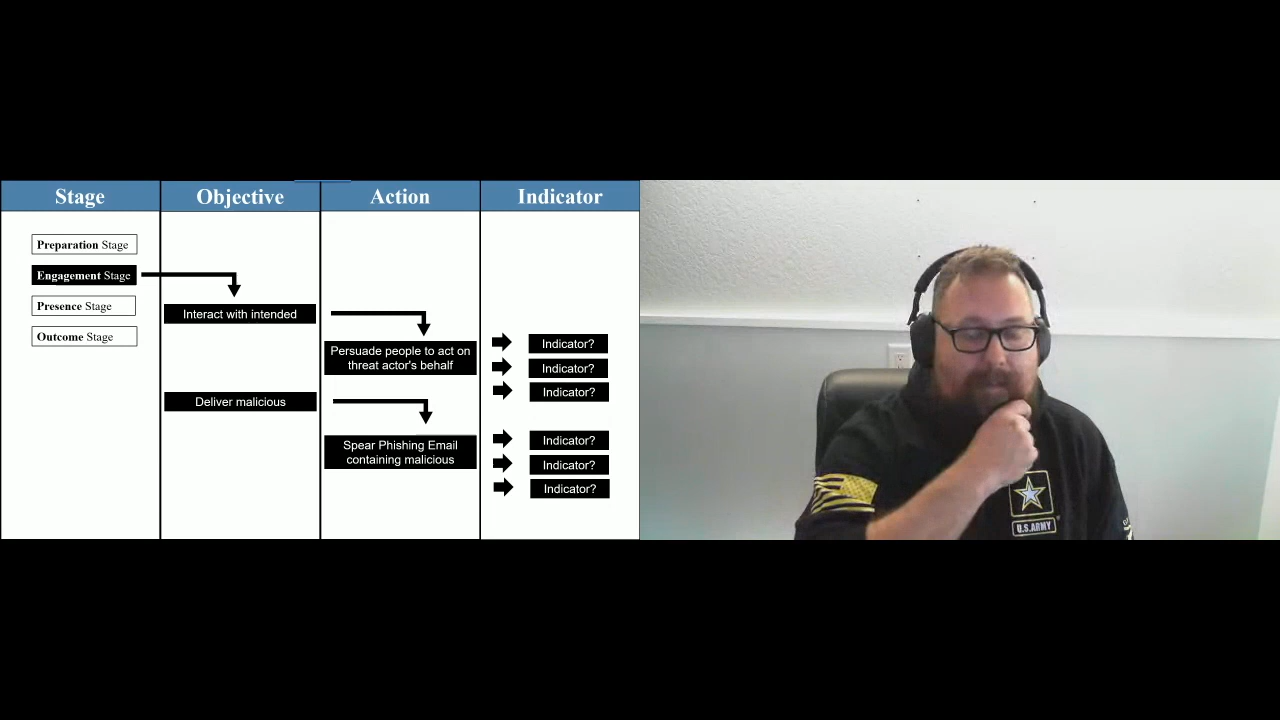 Stage
Objective
Action
Indicator
Preparation Stage
Engagement Stage
Presence Stage
Outcome Stage
Interact with intended
Persuade people to act on
threat actor's behalf
Indicator?
Indicator?
Indicator?
Deliver malicious
Spear Phishing Email
containing malicious
Indicator?
Indicator?
Indicator?
U.S.ARMY